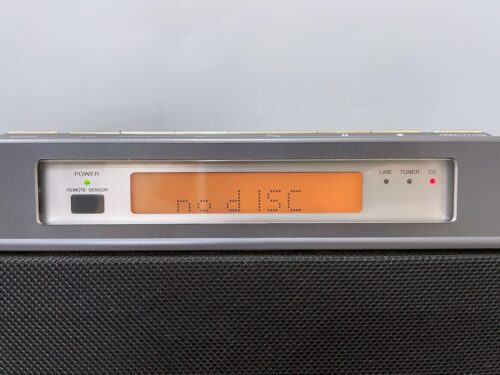 POWER
REMOTE SENSOR
no dISC
LINE TUNER CD